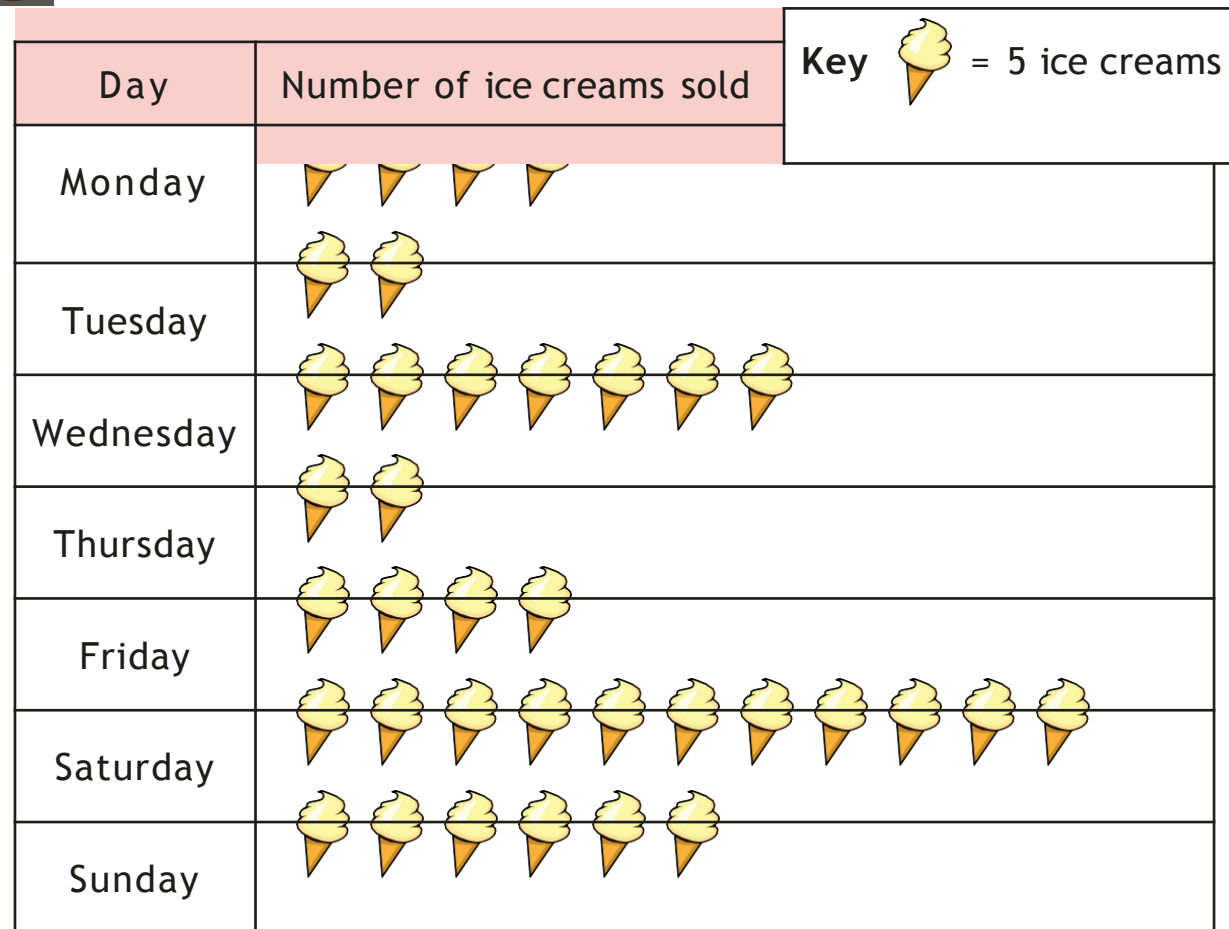 Key = 5 ice creams
Day Number of ice creams sold
Monday
Tuesday
Wednesday
Thursday
Friday
Saturday
Sunday